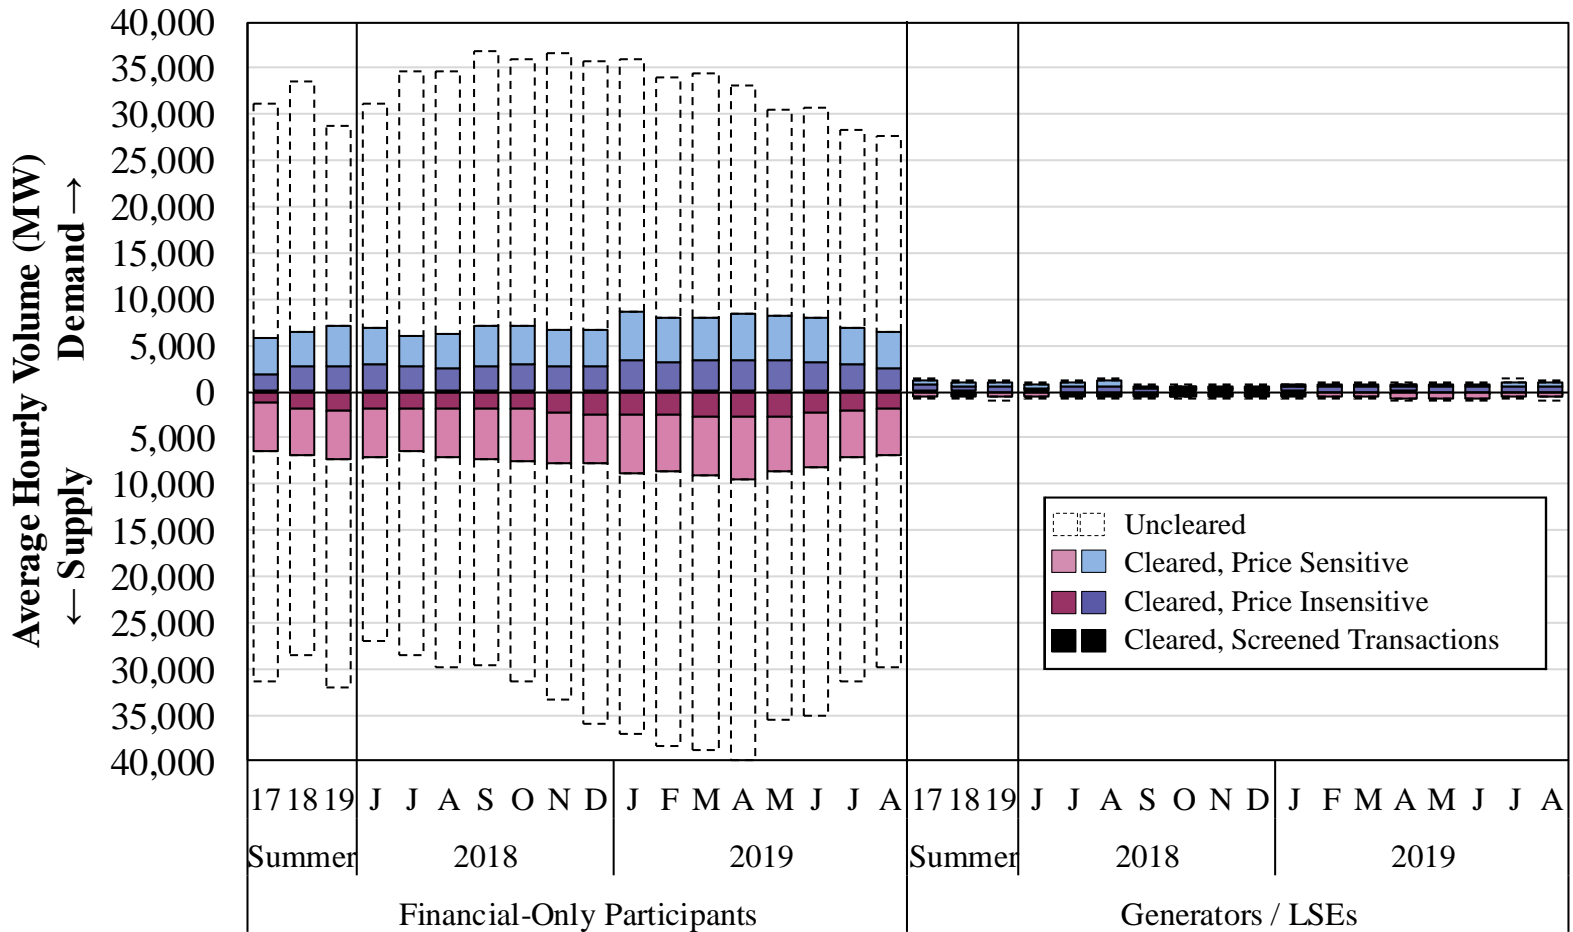 Average Hourly Volume (MW)
← Supply Demand →
40,000
35,000
30,000
25,000
20,000
15,000
10,000
5,000
0
5,000
10,000
15,000
20,000
25,000
30,000
35,000
40,000
Uncleared
Cleared, Price Sensitive
Cleared, Price Insensitive
Cleared, Screened Transactions
17 18 19 J J A S O N D J F M A M J J A 17 18 19 J J A S O N D J F M A M J J A
Summer 2018 2019 Summer 2018 2019
Financial-Only Participants Generators / LSEs